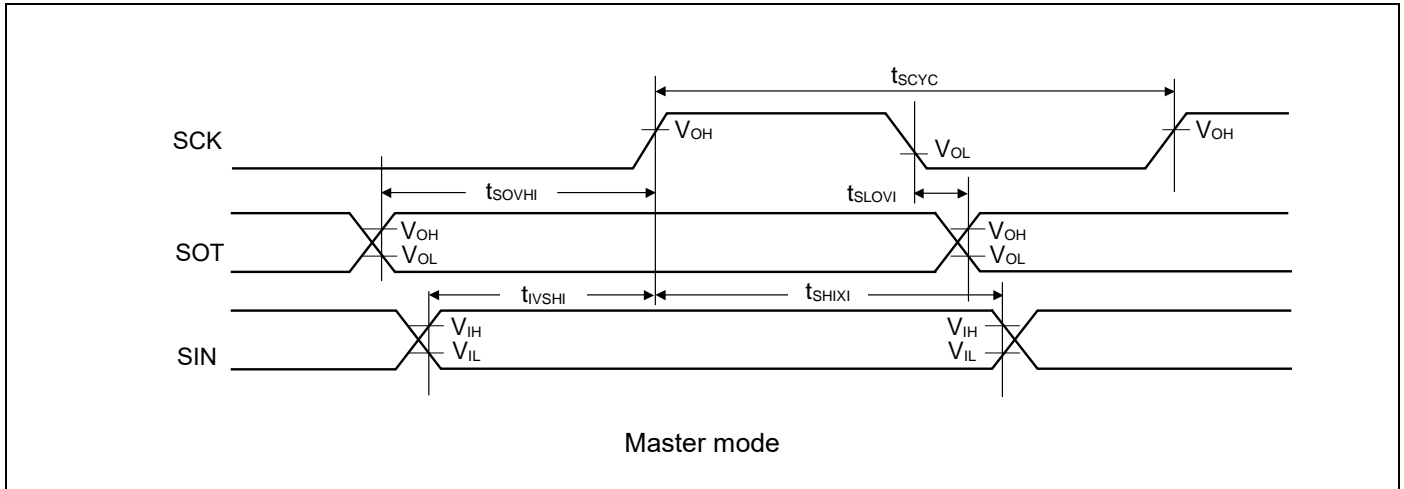 tSCYC
SCK VOH VOL VOH
tSOVHI tSLOVI
SOT VOH VOH
VOL VOL
tIVSHI tSHIXI
VIH VIH
SIN VIL VIL
Master mode